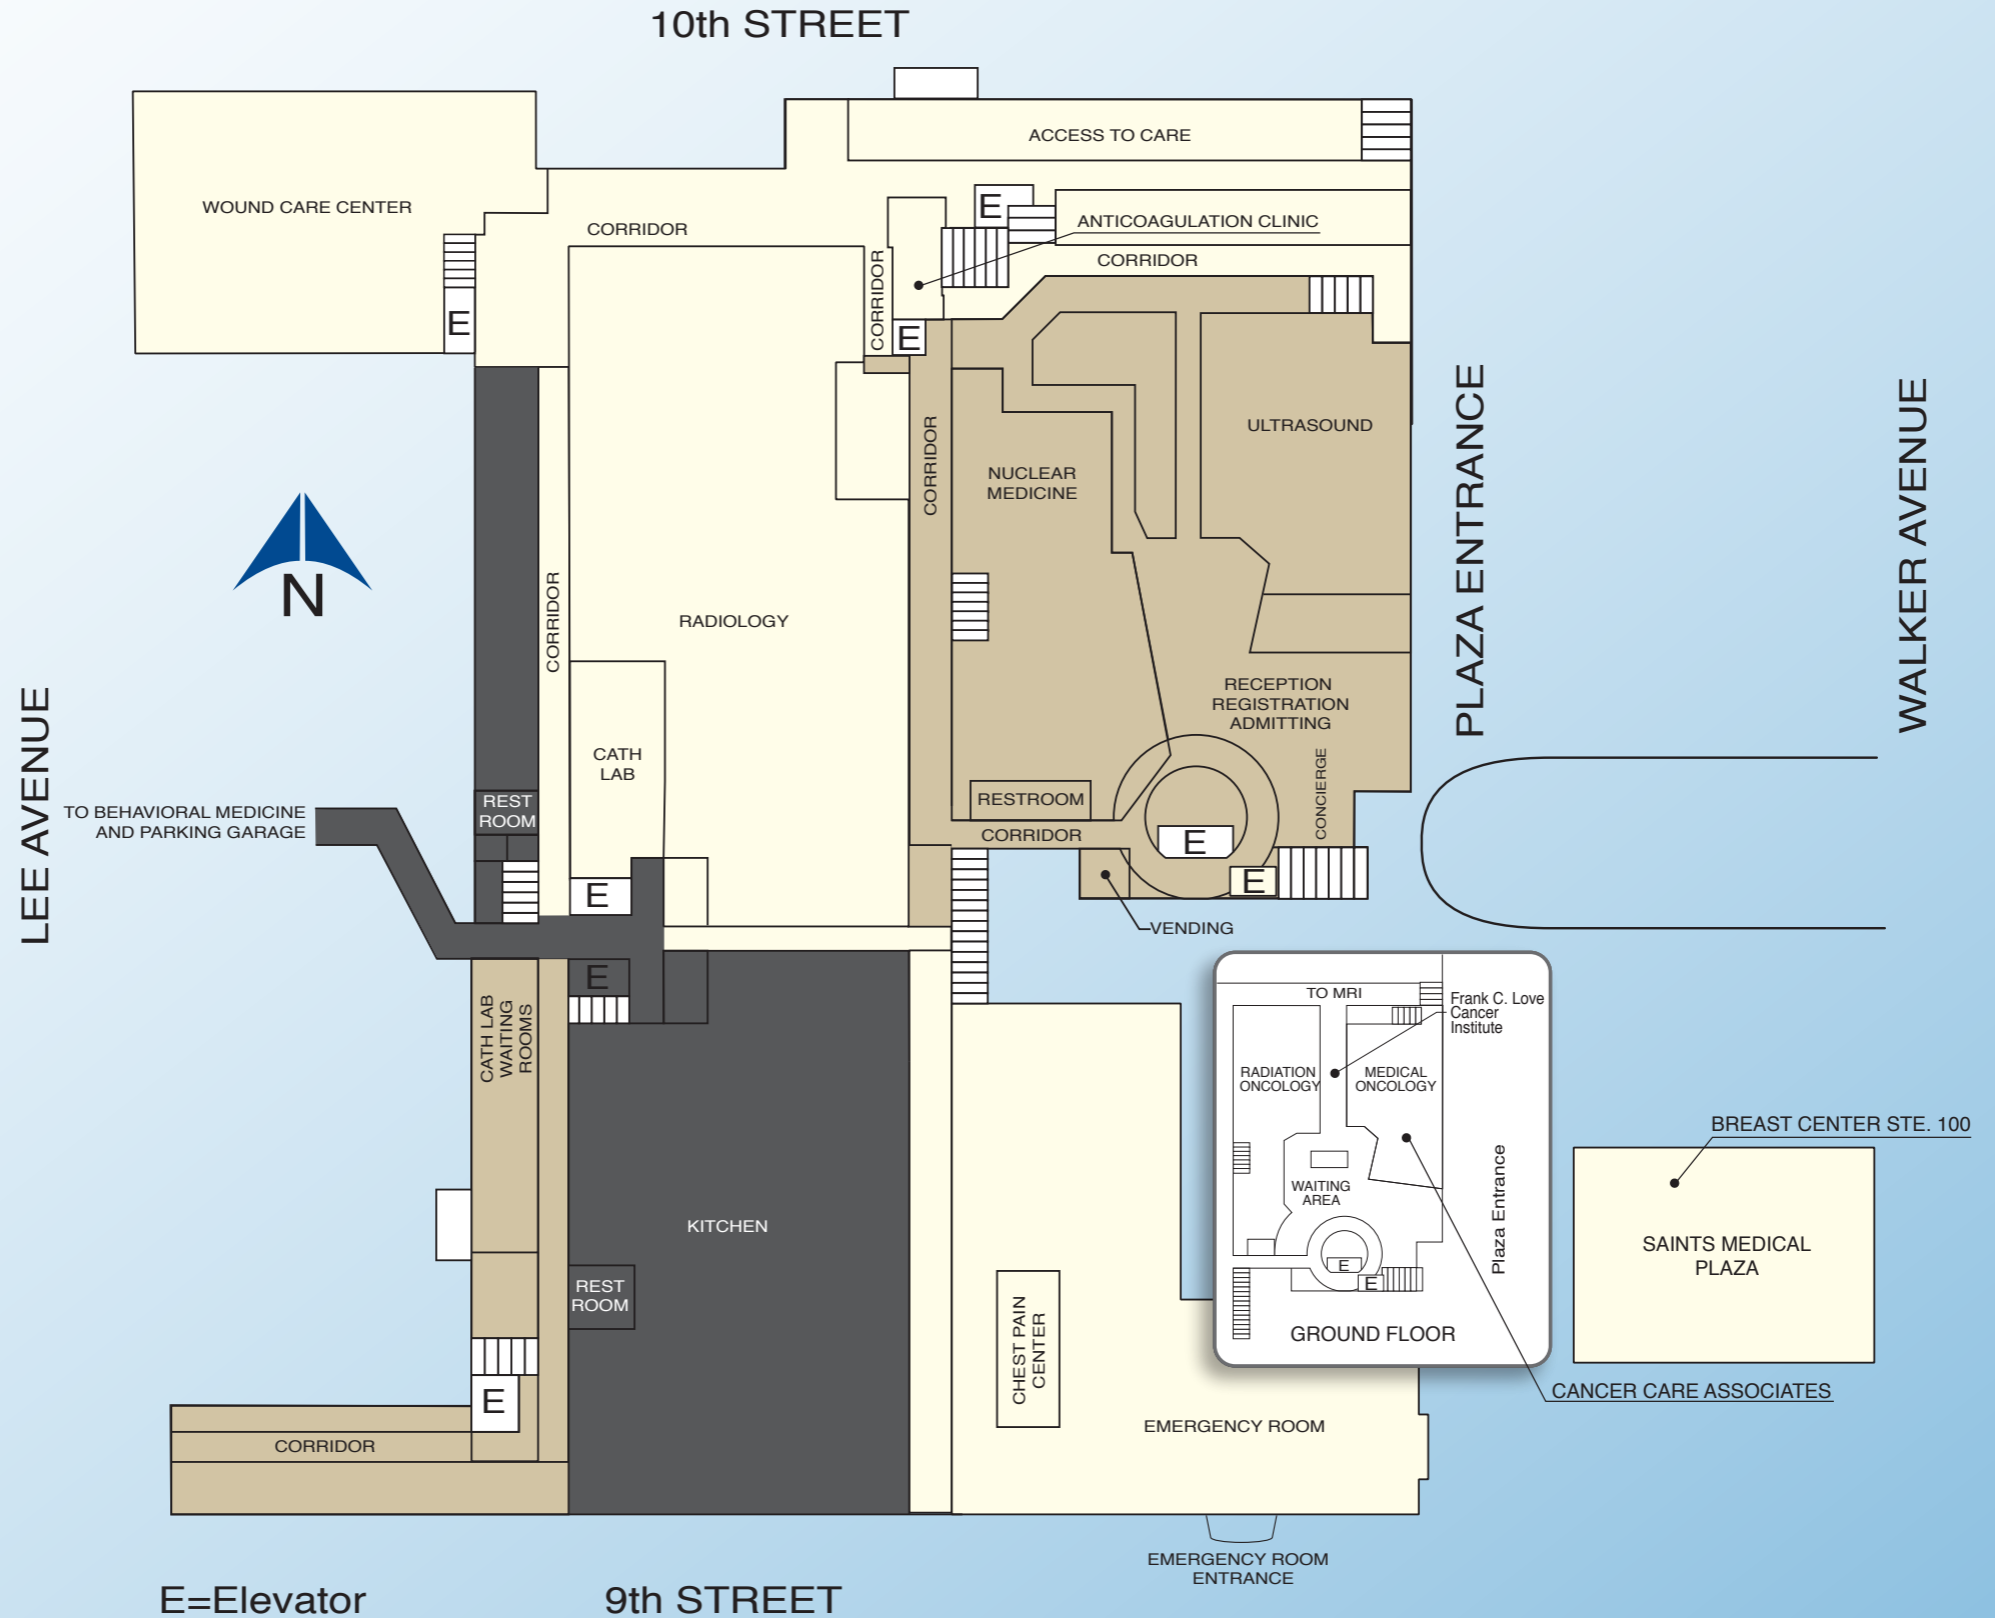 10th STREET
ACCESS TO CARE
WOUND CARE CENTER
E
ANTICOAGULATION CLINIC
CORRIDOR
CORRIDOR
CORRIDOR
E
E
ULTRASOUND
CORRIDOR
NUCLEAR
MEDICINE
PLAZA ENTRANCE
WALKER AVENUE
N
CORRIDOR
RADIOLOGY
RECEPTION
REGISTRATION
ADMITTING
LEE AVENUE
CATH
LAB
CONCIERGE
REST
ROOM
RESTROOM
TO BEHAVIORAL MEDICINE
AND PARKING GARAGE
CORRIDOR
E
E
E
VENDING
E
CATH LAB
WAITING
ROOMS
TO MRI
Frank C. Love
Cancer
Institute
RADIATION
ONCOLOGY
MEDICAL
ONCOLOGY
BREAST CENTER STE. 100
WAITING
AREA
Plaza Entrance
KITCHEN
SAINTS MEDICAL
PLAZA
E
E
REST
ROOM
GROUND FLOOR
CHEST PAIN
CENTER
CANCER CARE ASSOCIATES
E
EMERGENCY ROOM
CORRIDOR
EMERGENCY ROOM
ENTRANCE
E=Elevator
9th STREET